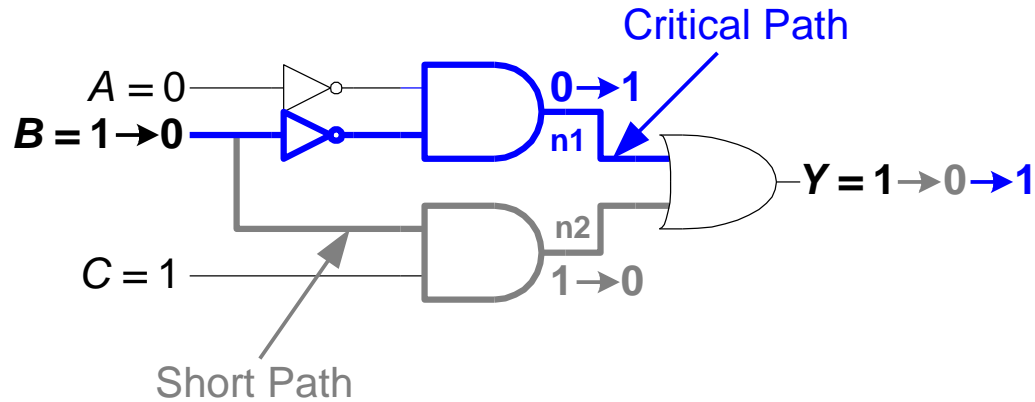 Critical Path
A = 0
0→1
B = 1→0
n1
Y = 1→0→1
n2
C = 1
1→0
Short Path